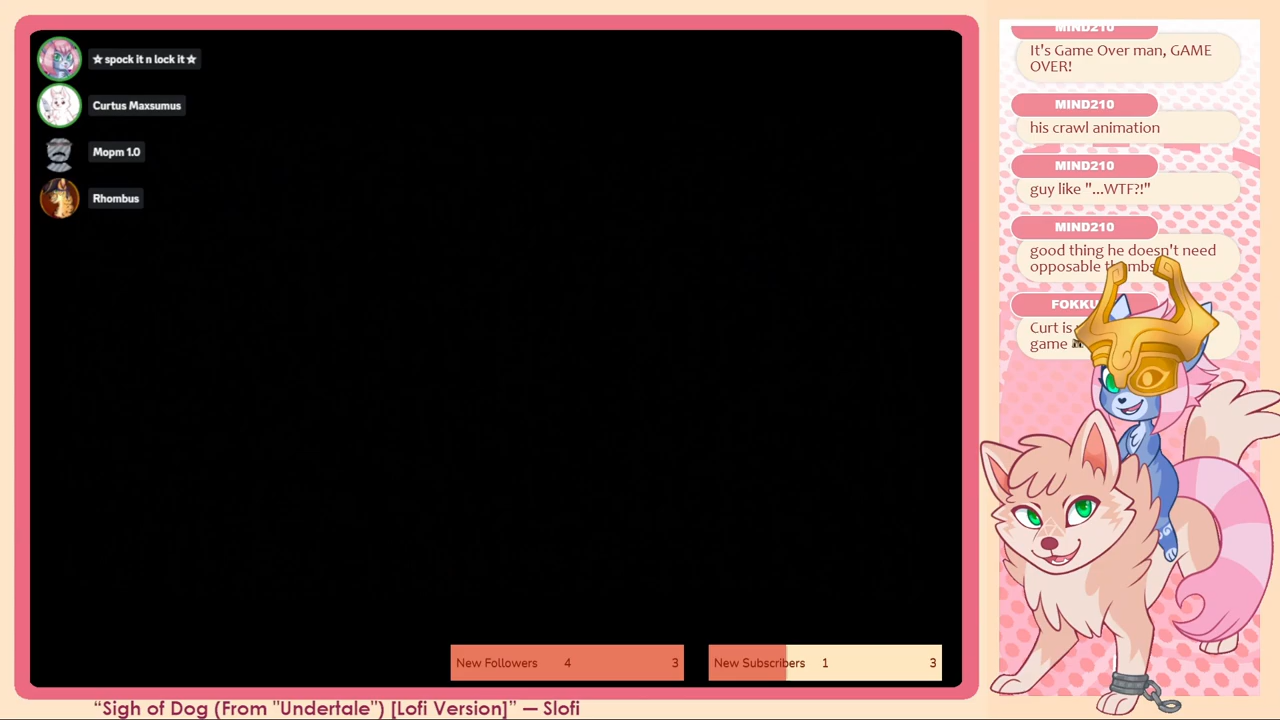 ★ spock it n lock it ★
Curtus Maxsumus
Mopm 1.0
Rhombus
New Followers 4 3
New Subscribers 1 3
“Sigh of Dog (From "Undertale") [Lofi Version]” — Slofi
MIND210
It's Game Over man, GAME
OVER!
MIND210
his crawl animation
MIND210
guy like "...WTF?!"
MIND210
good thing he doesn't need
opposable
Curt is
game